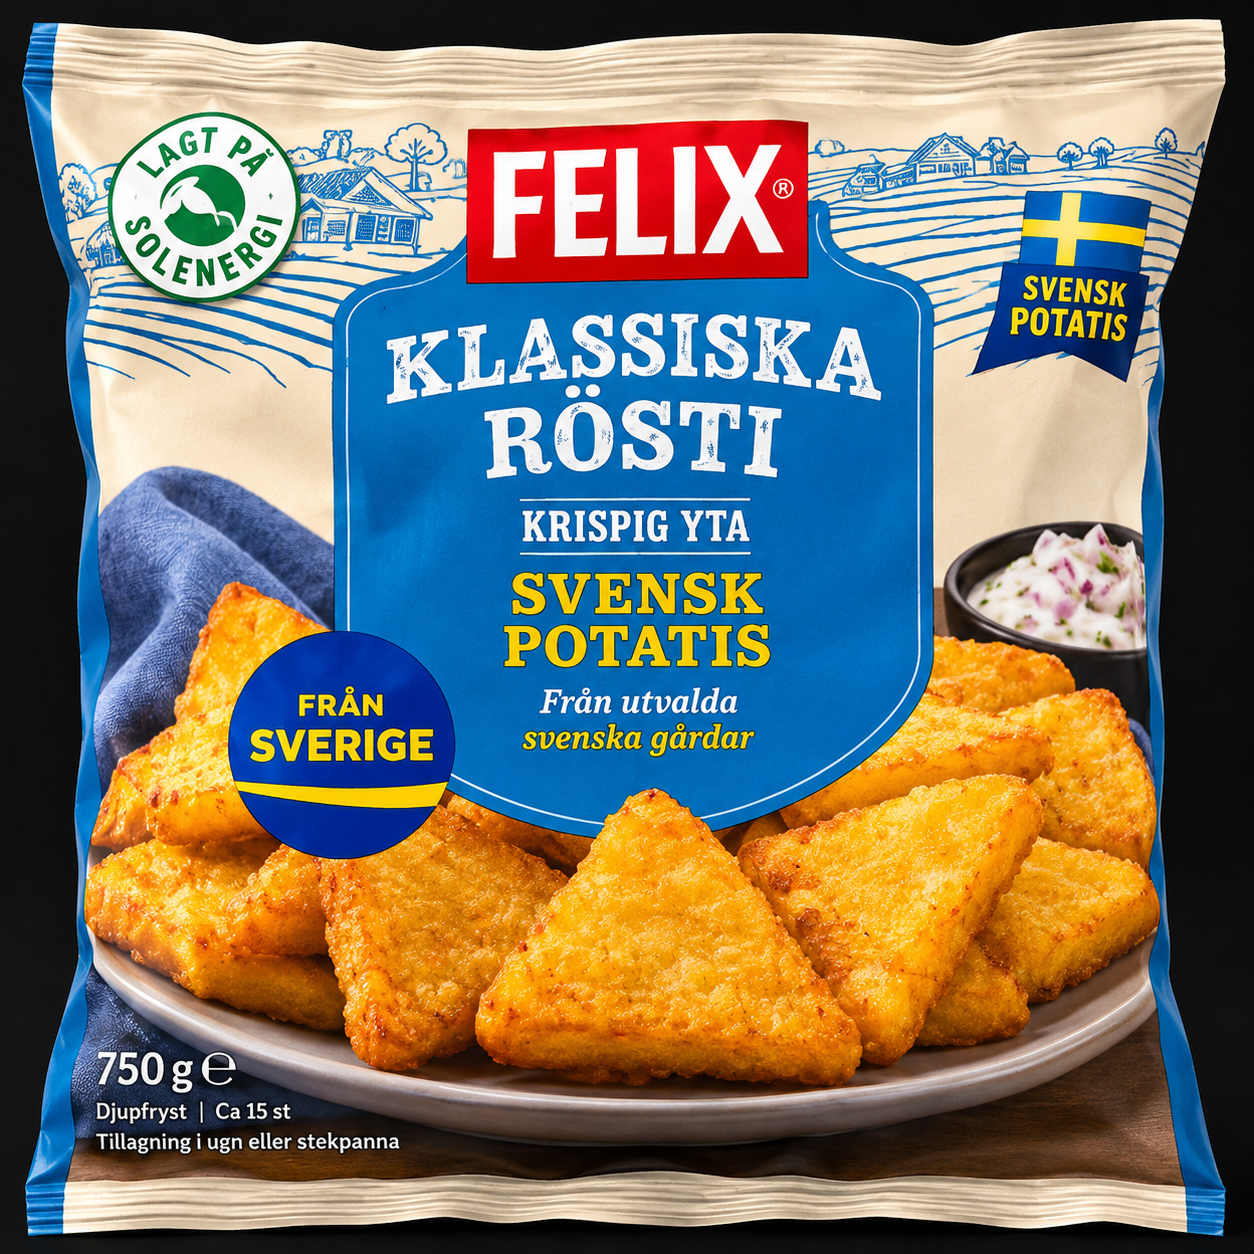 LAGT PÅ
SOLENERGI
FELIX®
SVENSK
POTATIS
KLASSISKA
RÖSTI
KRISPIG YTA
SVENSK
POTATIS
Från utvalda
svenska gårdar
FRÅN
SVERIGE
750 g ℮
Djupfryst | Ca 15 st
Tillagning i ugn eller stekpanna